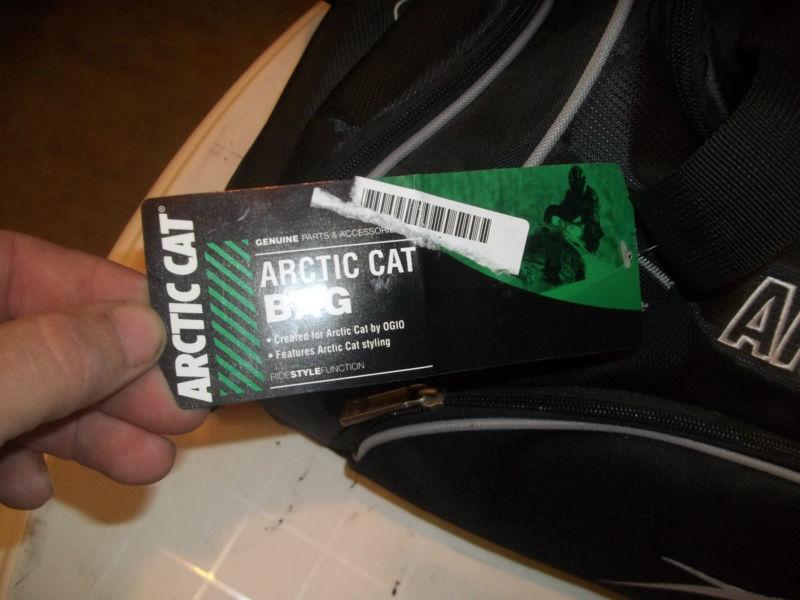 ARCTIC CAT®
GENUINE PARTS & ACCESSORI
ARCTIC CAT
BAG
• Created for Arctic Cat by OGIO
• Features Arctic Cat styling
RIDESTYLEFUNCTION